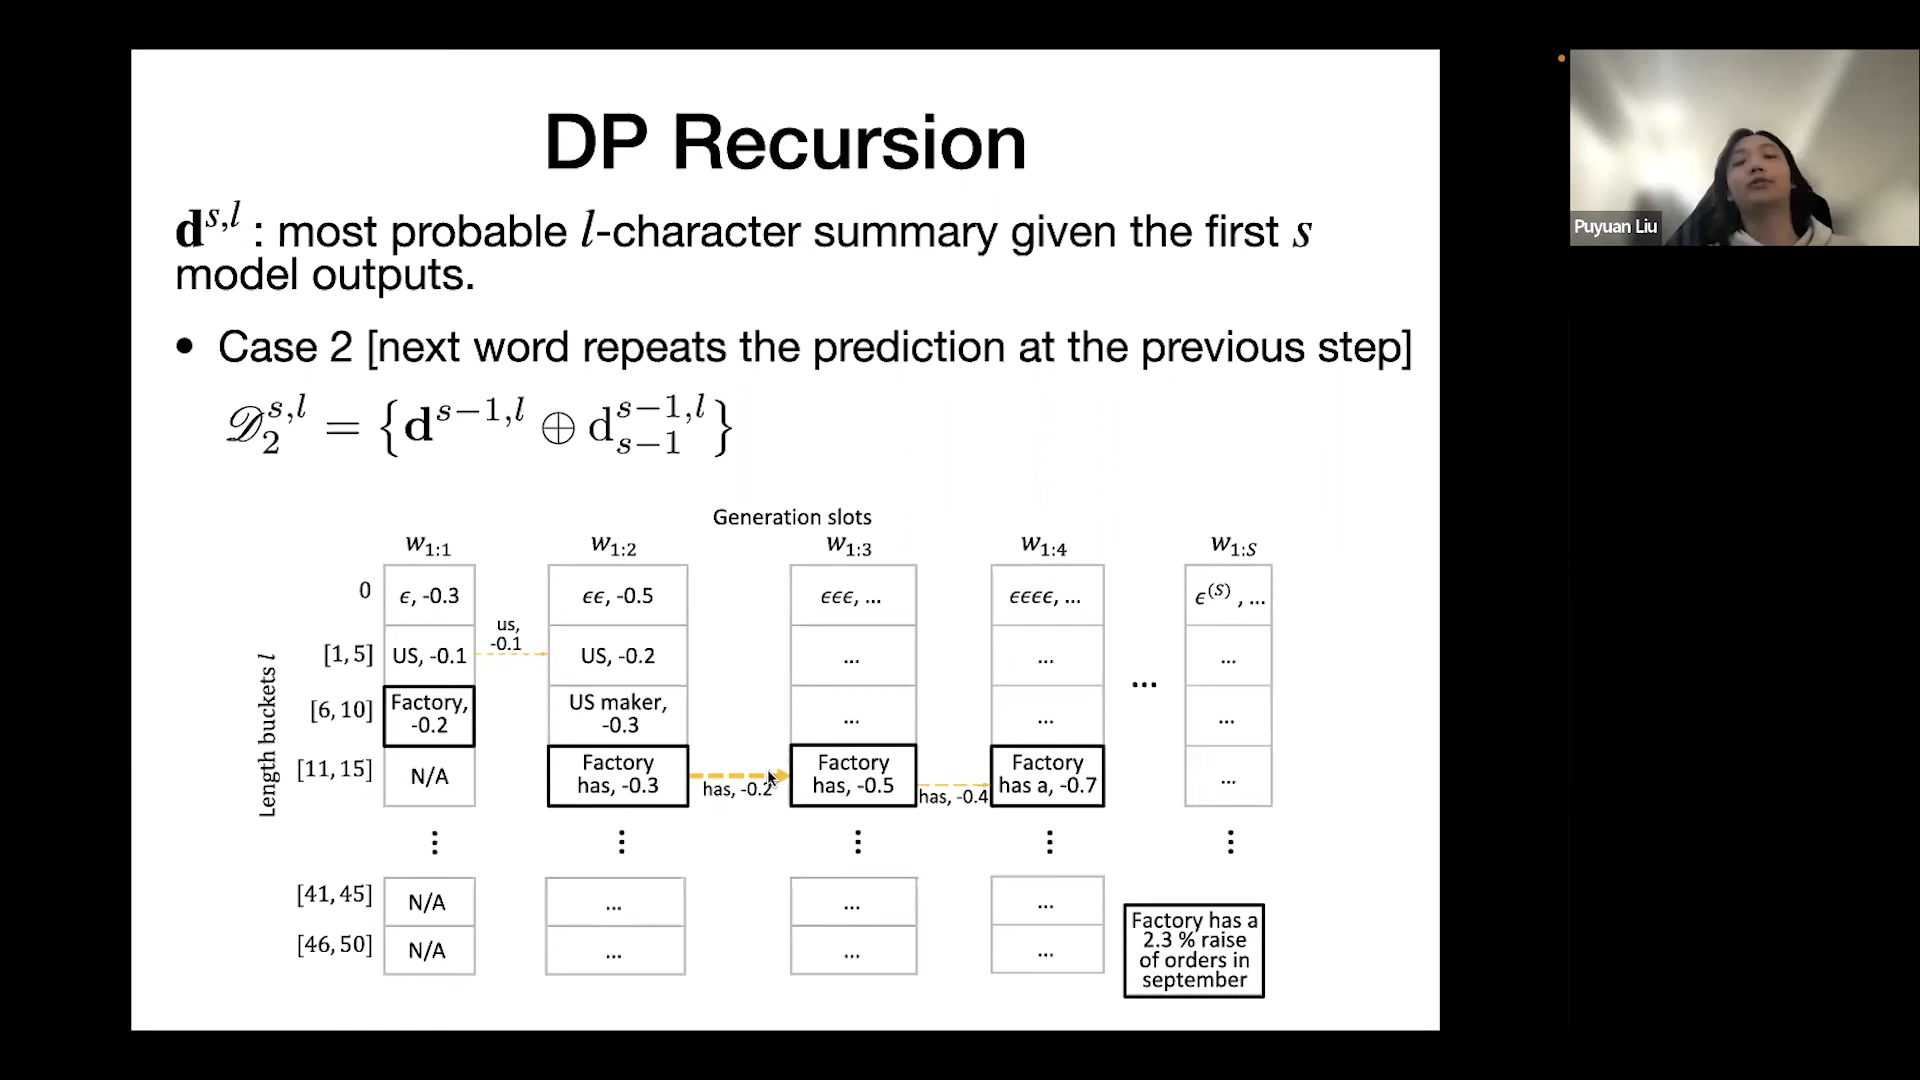 DP Recursion
d^{s,l} : most probable l-character summary given the first s
model outputs.
• Case 2 [next word repeats the prediction at the previous step]
𝒟_2^{s,l} = {d^{s−1,l} ⊕ d_{s−1}^{s−1,l}}
Generation slots
w_{1:1} w_{1:2} w_{1:3} w_{1:4} w_{1:S}
Length buckets l
0 ϵ, -0.3 ϵϵ, -0.5 ϵϵϵ, ... ϵϵϵϵ, ... ϵ^{(S)}, ...
us,
-0.1
[1, 5] US, -0.1 US, -0.2 ... ... ...
...
[6, 10] Factory,
-0.2
US maker,
-0.3
... ... ...
[11, 15] N/A
Factory
has, -0.3
has, -0.2
Factory
has, -0.5
has, -0.4
Factory
has a, -0.7
...
⋮ ⋮ ⋮ ⋮ ⋮
[41, 45] N/A ... ... ...
[46, 50] N/A ... ... ...
Factory has a
2.3 % raise
of orders in
september
Puyuan Liu